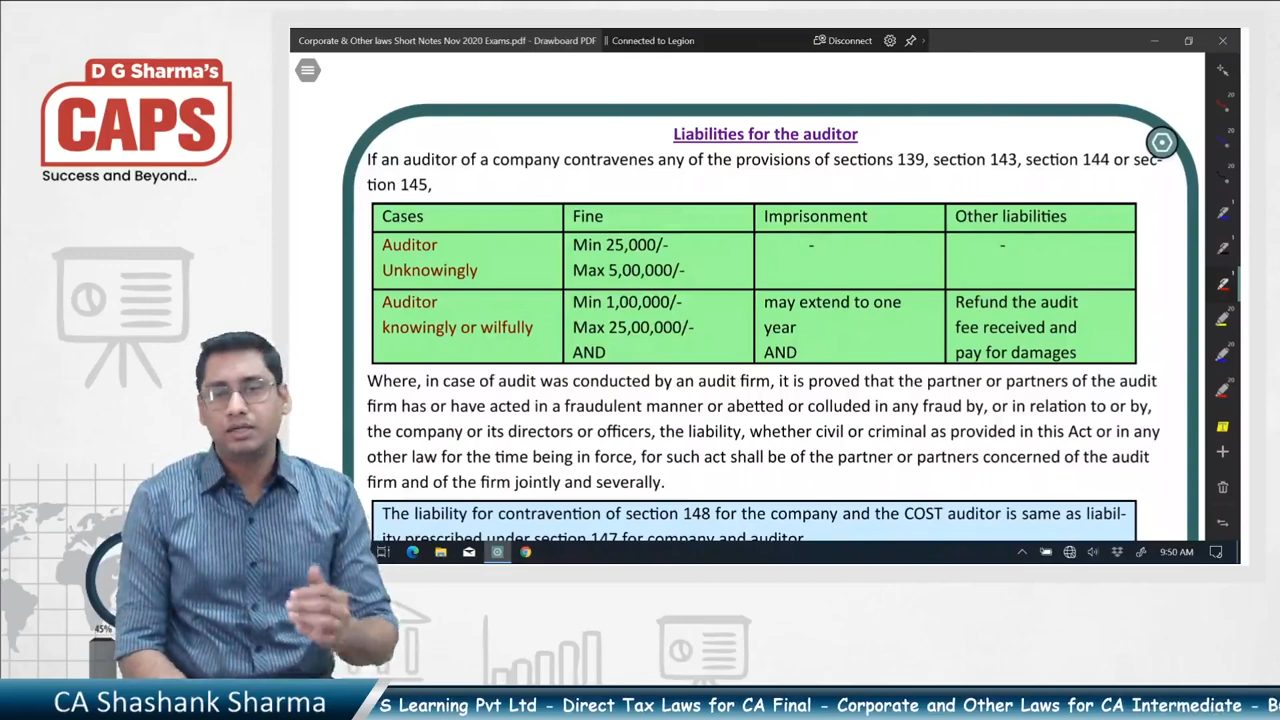 D G Sharma's
CAPS
Success and Beyond...
Corporate & Other laws Short Notes Nov 2020 Exams.pdf - Drawboard PDF || Connected to Legion
Disconnect
Liabilities for the auditor
If an auditor of a company contravenes any of the provisions of sections 139, section 143, section 144 or sec-
tion 145,
Cases Fine Imprisonment Other liabilities
Auditor Min 25,000/- - -
Unknowingly Max 5,00,000/-
Auditor Min 1,00,000/- may extend to one Refund the audit
knowingly or wilfully Max 25,00,000/- year fee received and
AND AND pay for damages
Where, in case of audit was conducted by an audit firm, it is proved that the partner or partners of the audit
firm has or have acted in a fraudulent manner or abetted or colluded in any fraud by, or in relation to or by,
the company or its directors or officers, the liability, whether civil or criminal as provided in this Act or in any
other law for the time being in force, for such act shall be of the partner or partners concerned of the audit
firm and of the firm jointly and severally.
The liability for contravention of section 148 for the company and the COST auditor is same as liabil-
ity prescribed under section 147 for company and auditor
9:50 AM
45%
CA Shashank Sharma
S Learning Pvt Ltd - Direct Tax Laws for CA Final - Corporate and Other Laws for CA Intermediate - B